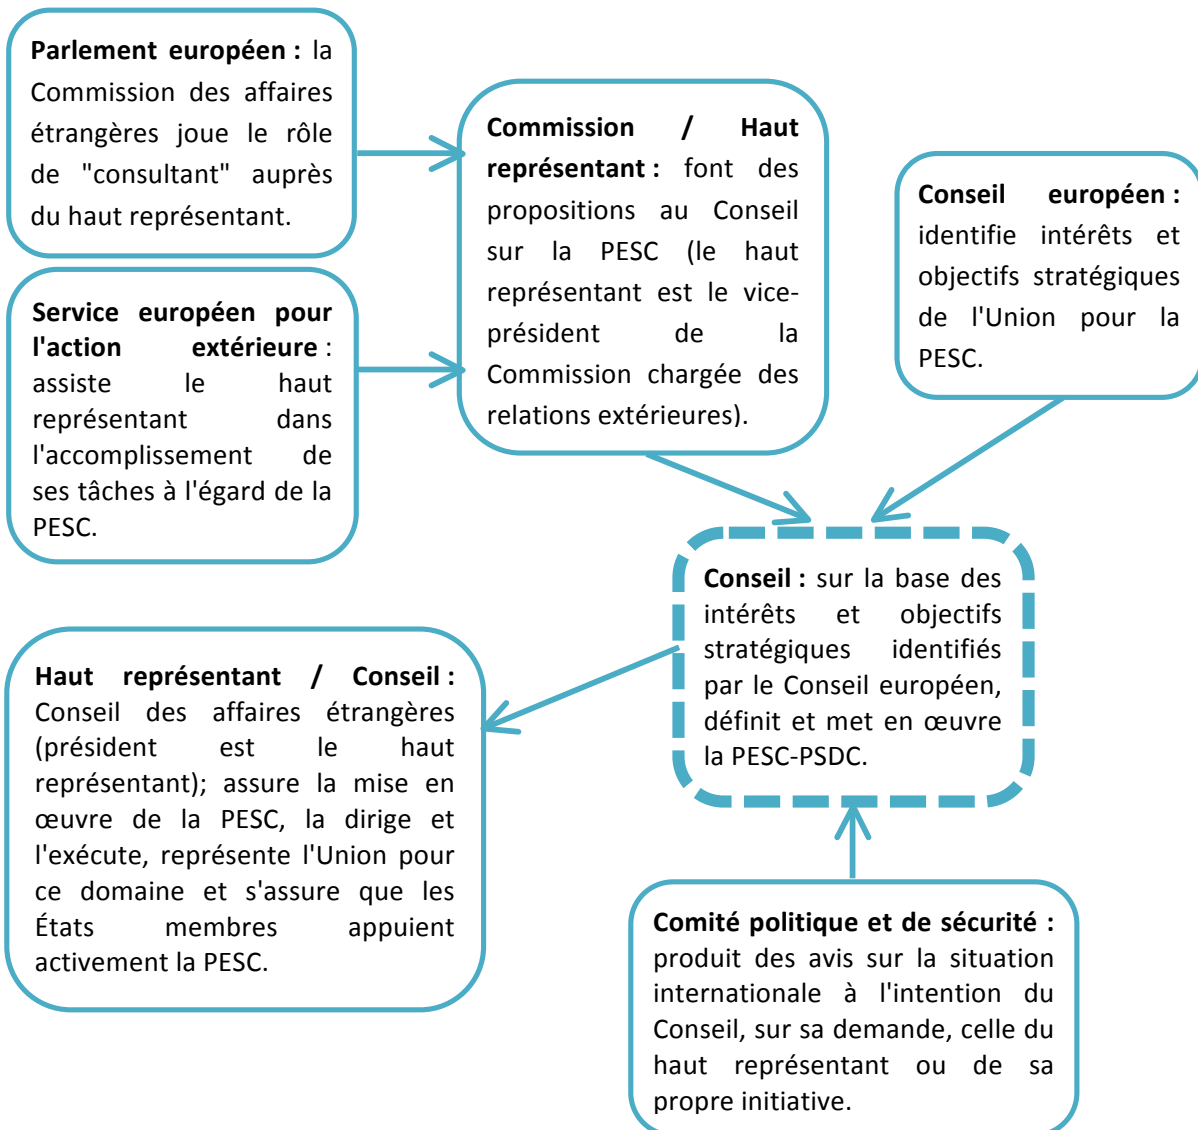 Parlement européen : la
Commission des affaires
étrangères joue le rôle
de "consultant" auprès
du haut représentant.
Service européen pour
l'action extérieure :
assiste le haut
représentant dans
l'accomplissement de
ses tâches à l'égard de la
PESC.
Commission / Haut
représentant : font des
propositions au Conseil
sur la PESC (le haut
représentant est le vice-
président de la
Commission chargée des
relations extérieures).
Conseil européen :
identifie intérêts et
objectifs stratégiques
de l'Union pour la
PESC.
Conseil : sur la base des
intérêts et objectifs
stratégiques identifiés
par le Conseil européen,
définit et met en œuvre
la PESC-PSDC.
Haut représentant / Conseil :
Conseil des affaires étrangères
(président est le haut
représentant); assure la mise en
œuvre de la PESC, la dirige et
l'exécute, représente l'Union pour
ce domaine et s'assure que les
États membres appuient
activement la PESC.
Comité politique et de sécurité :
produit des avis sur la situation
internationale à l'intention du
Conseil, sur sa demande, celle du
haut représentant ou de sa
propre initiative.